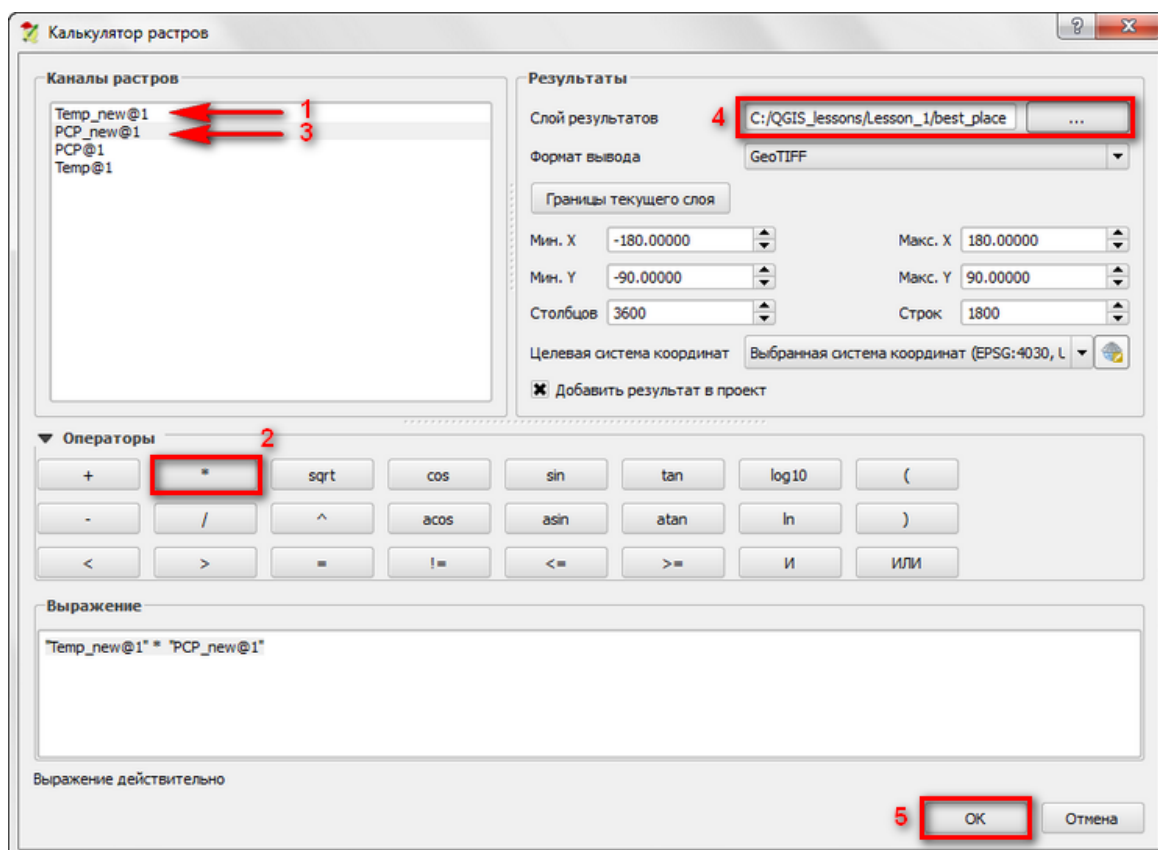 Калькулятор растров
Каналы растров
Temp_new@1 1
PCP_new@1 3
PCP@1
Temp@1
Результаты
Слой результатов 4 C:/QGIS_lessons/Lesson_1/best_place ...
Формат вывода GeoTIFF
Границы текущего слоя
Мин. X -180.00000 Макс. X 180.00000
Мин. Y -90.00000 Макс. Y 90.00000
Столбцов 3600 Строк 1800
Целевая система координат Выбранная система координат (EPSG:4030, L
Добавить результат в проект
Операторы 2
+ * sqrt cos sin tan log10 (
- / ^ acos asin atan ln )
< > = != <= >= И ИЛИ
Выражение
"Temp_new@1" * "PCP_new@1"
Выражение действительно
5 OK Отмена